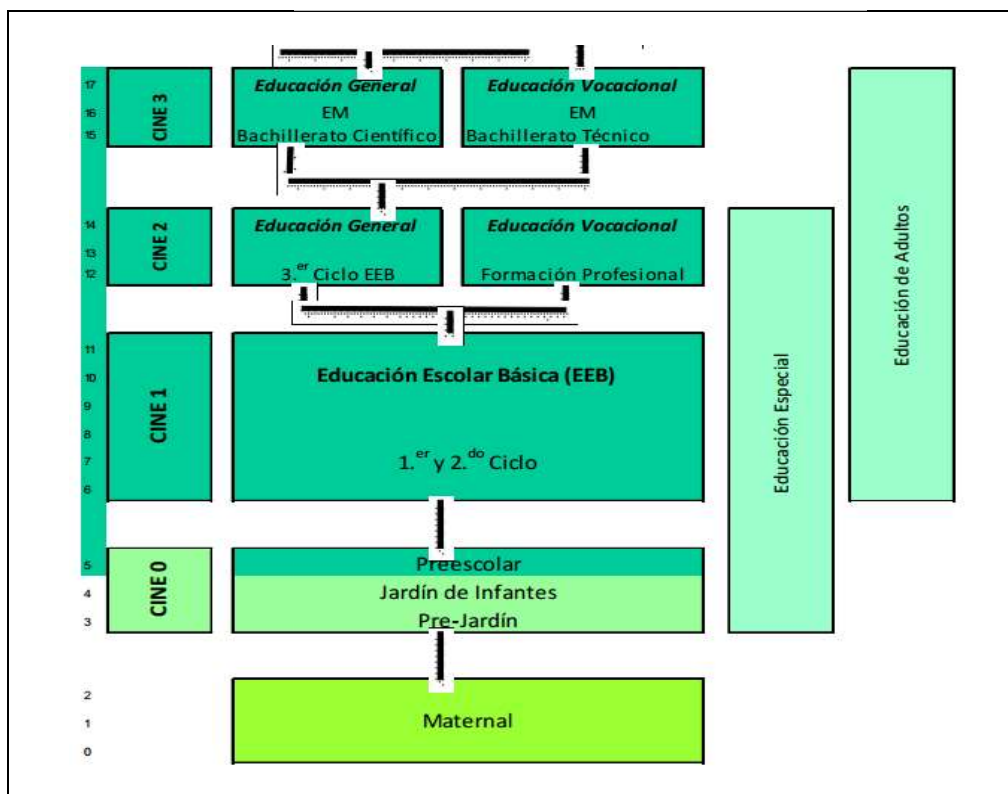 17
CINE 3
Educación General
Educación Vocacional
16
EM
EM
15
Bachillerato Científico
Bachillerato Técnico
14
CINE 2
Educación General
Educación Vocacional
13
12
3.er Ciclo EEB
Formación Profesional
11
CINE 1
10
Educación Escolar Básica (EEB)
9
8
7
1.er y 2.do Ciclo
6
5
CINE 0
Preescolar
4
Jardín de Infantes
3
Pre-Jardín
2
1
Maternal
0
Educación Especial
Educación de Adultos